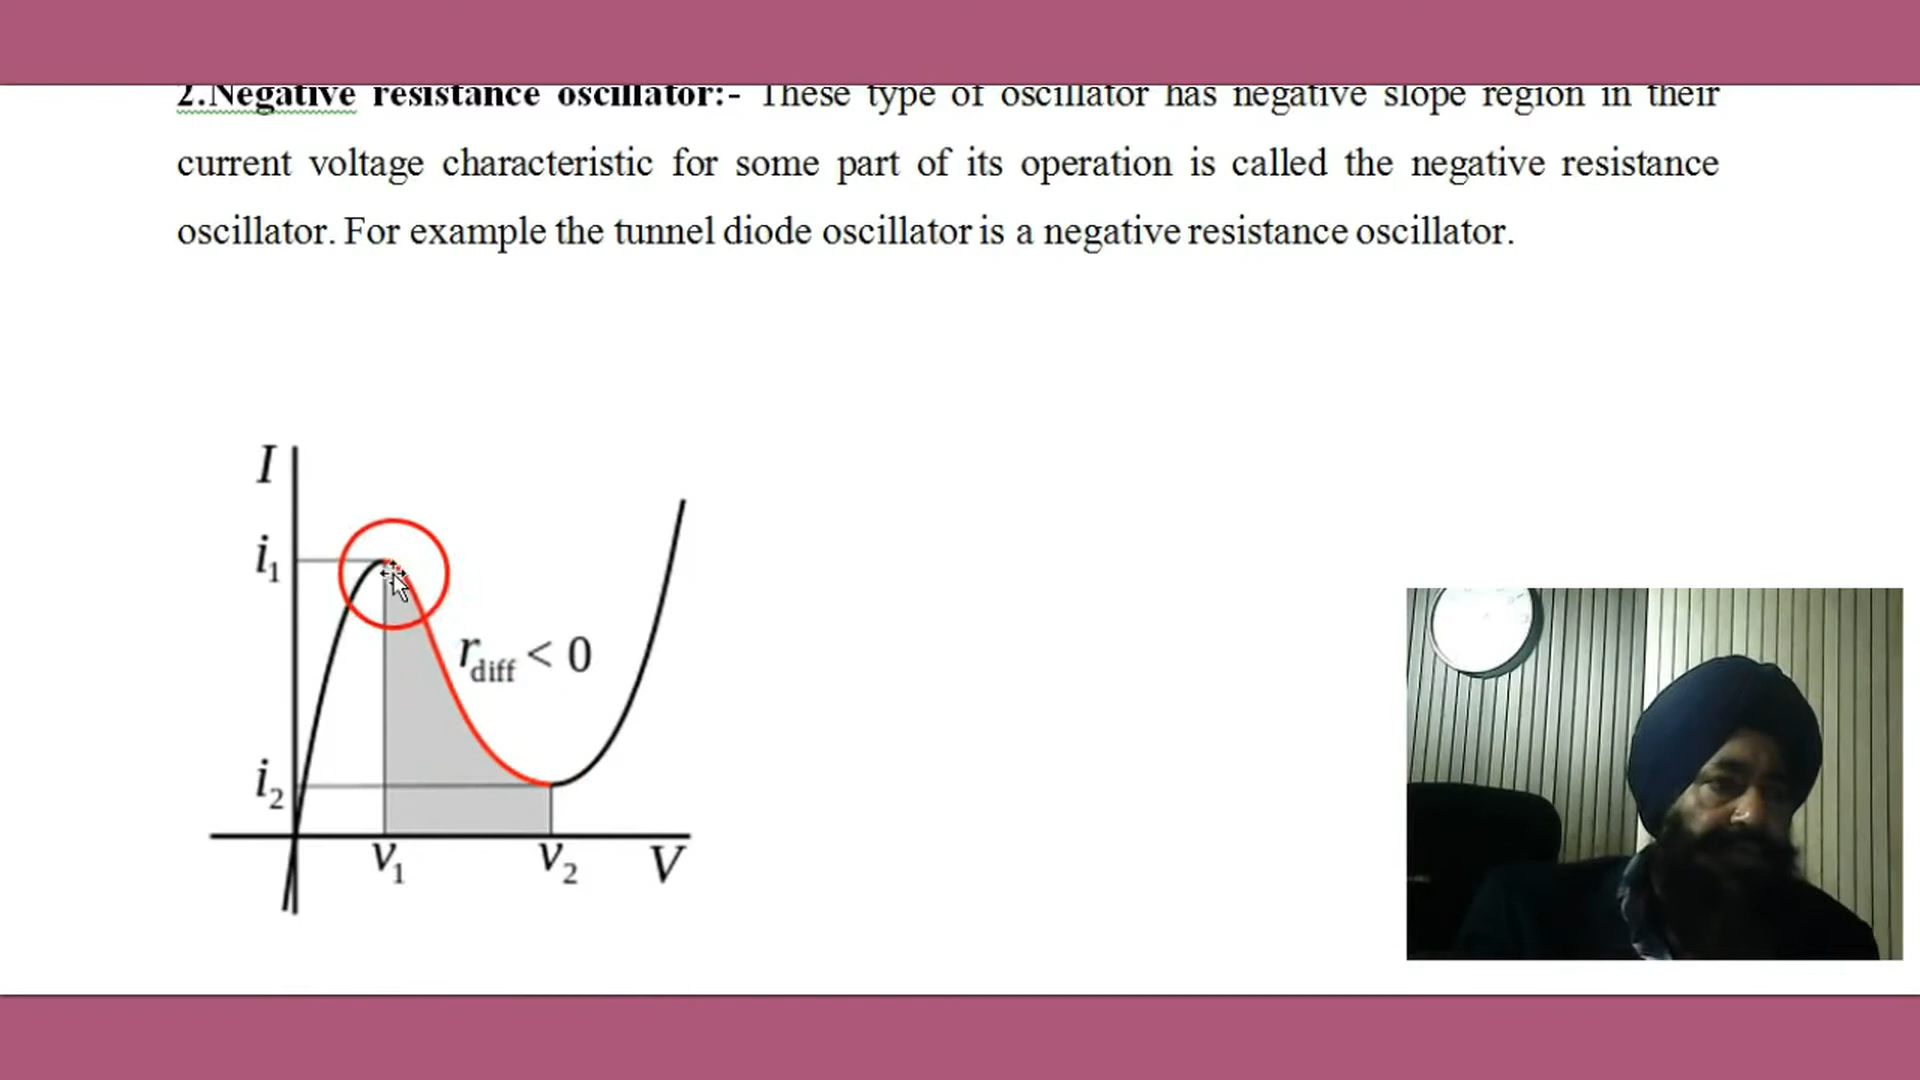 2.Negative resistance oscillator:- These type of oscillator has negative slope region in their
current voltage characteristic for some part of its operation is called the negative resistance
oscillator. For example the tunnel diode oscillator is a negative resistance oscillator.
I
i1
rdiff < 0
i2
v1
v2
V